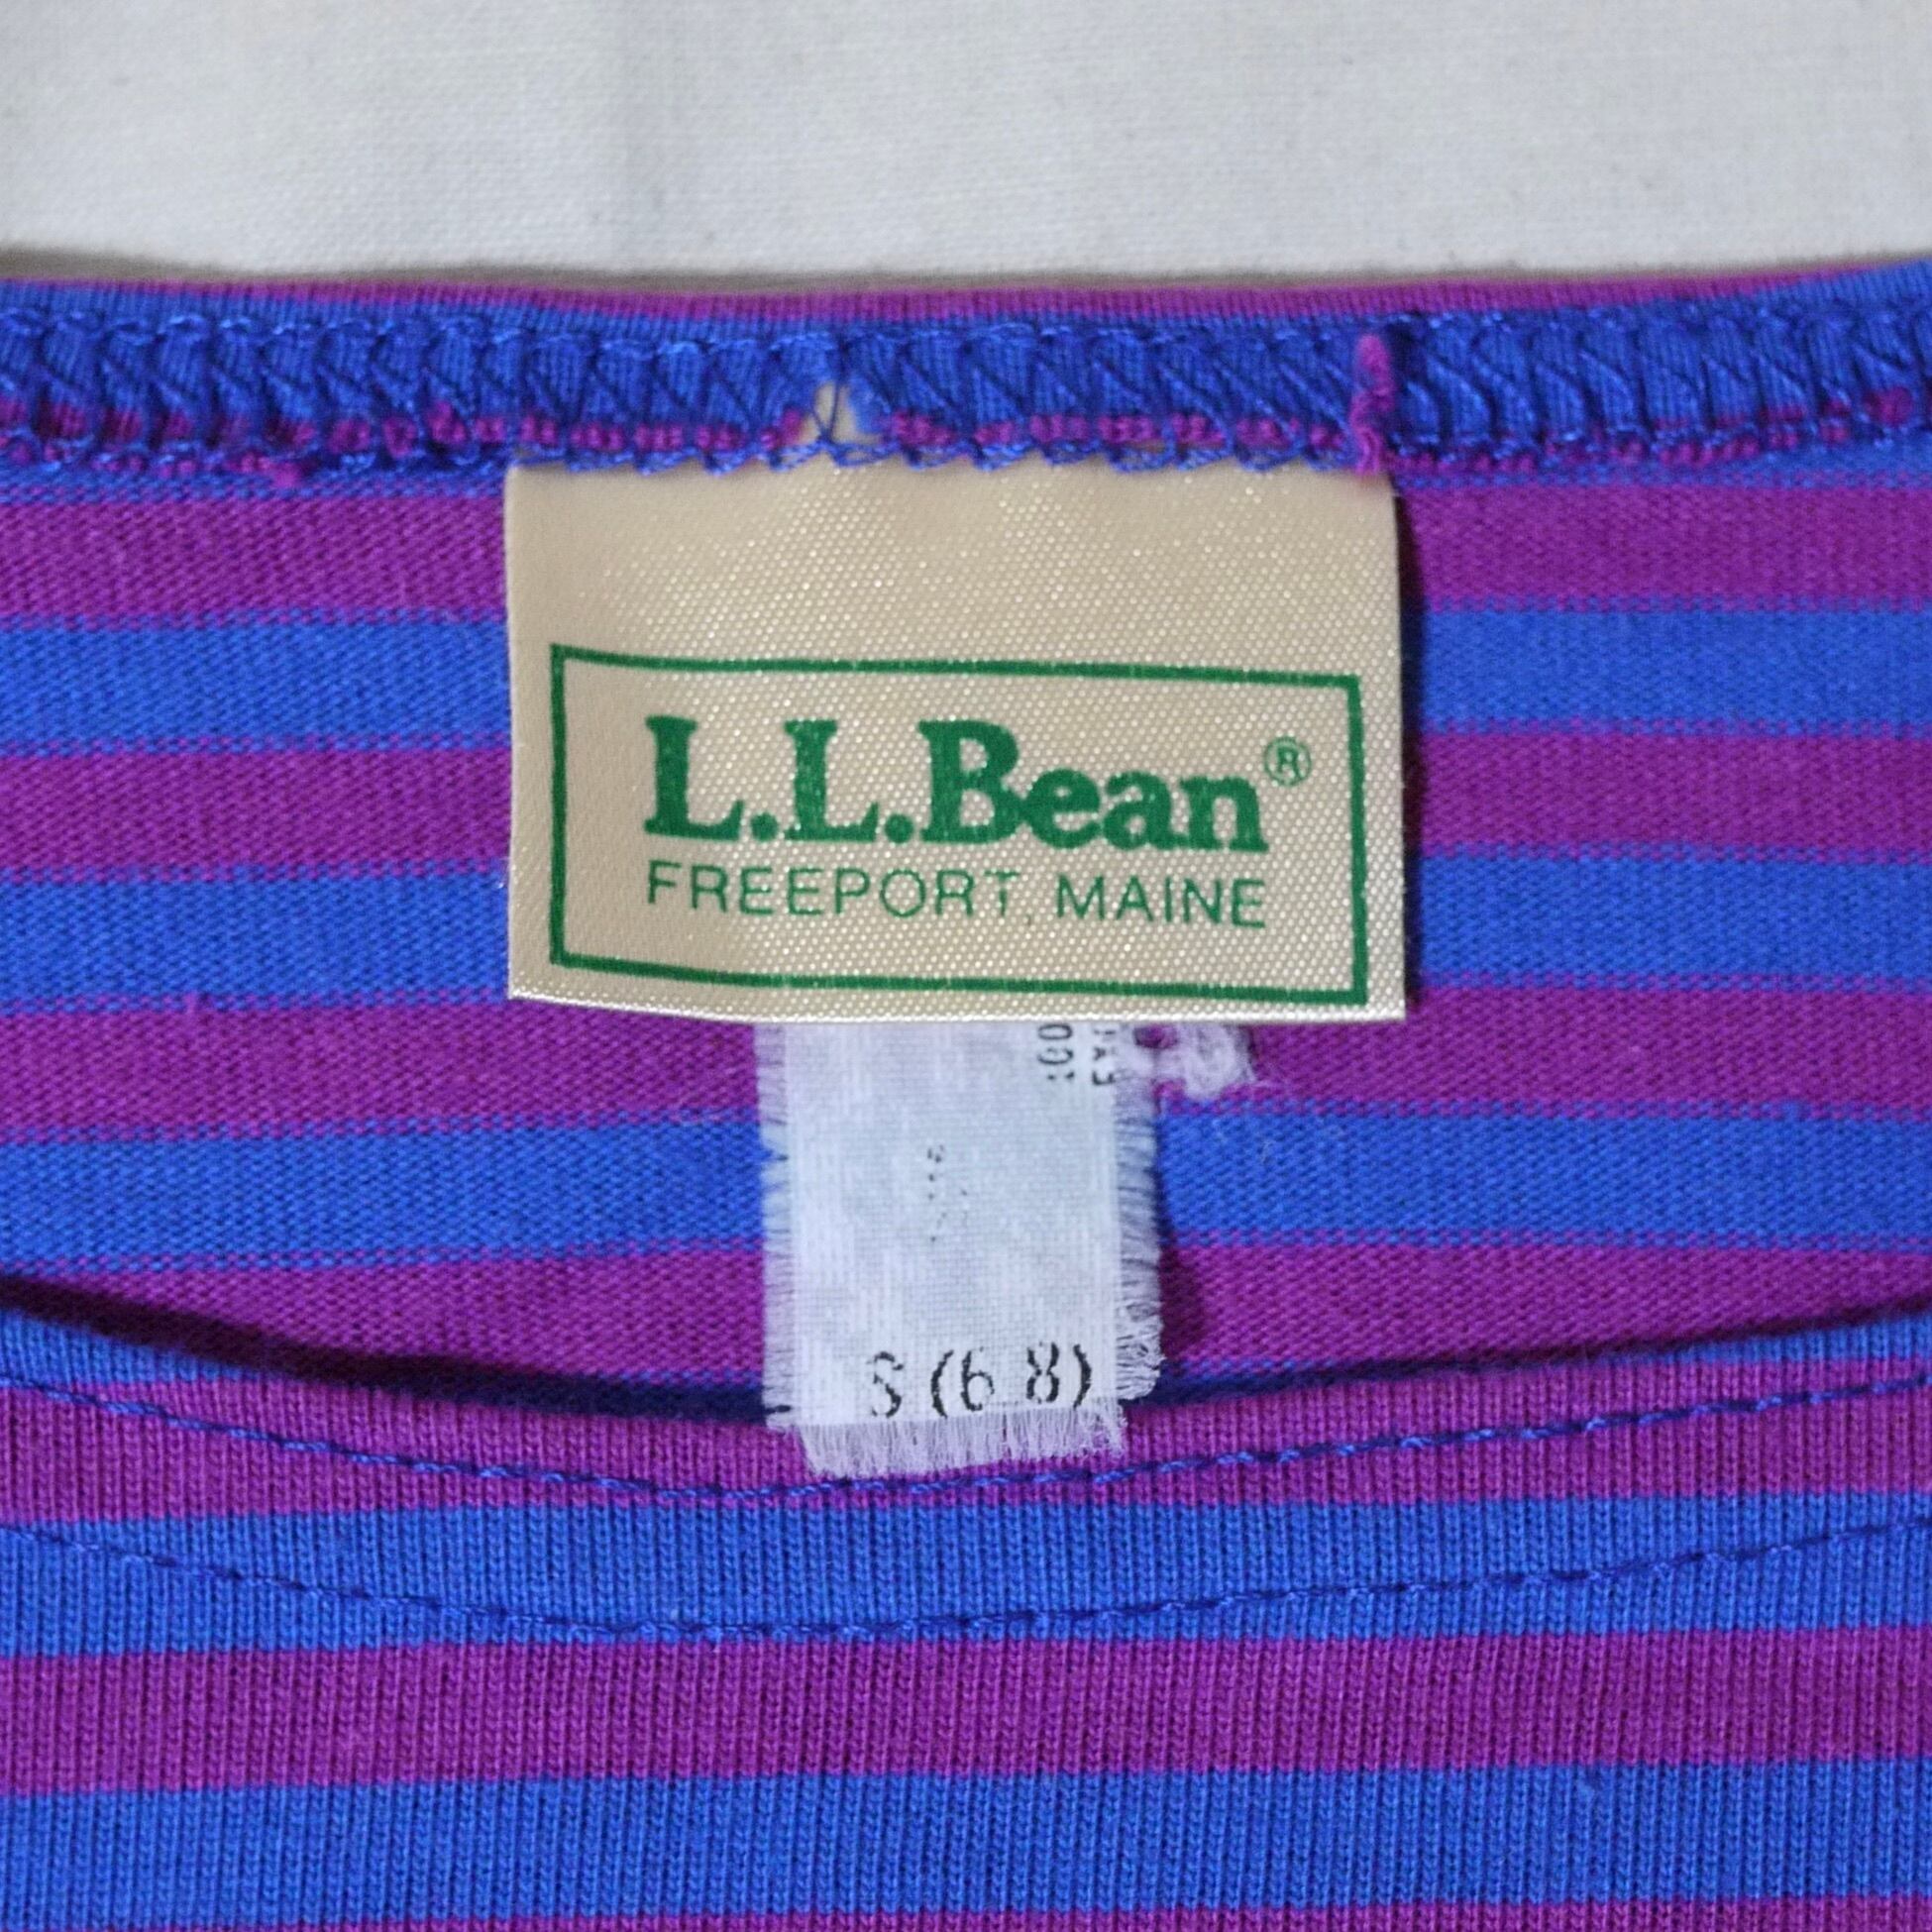 L.L.Bean®
FREEPORT, MAINE
S (6 8)